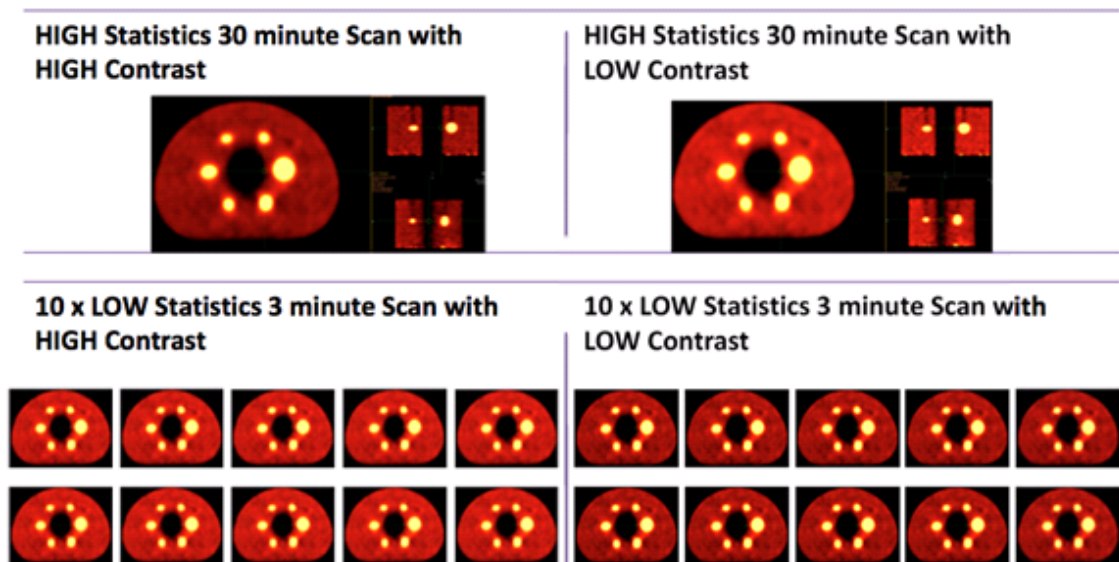 HIGH Statistics 30 minute Scan with
HIGH Contrast
HIGH Statistics 30 minute Scan with
LOW Contrast
10 x LOW Statistics 3 minute Scan with
HIGH Contrast
10 x LOW Statistics 3 minute Scan with
LOW Contrast